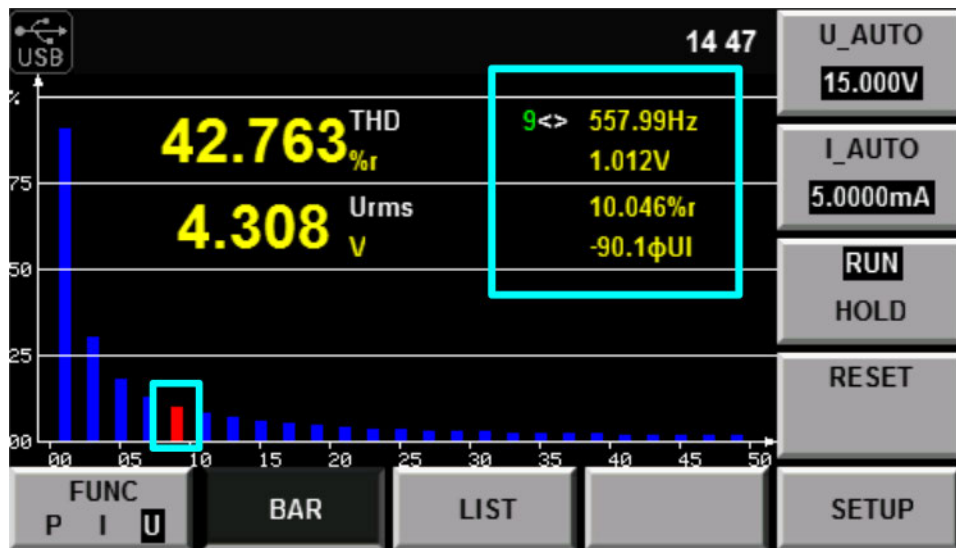 USB
14 47
U_AUTO
15.000V
%
42.763 THD %r
9<> 557.99Hz
1.012V
I_AUTO
5.0000mA
75
4.308 Urms V
10.046%r
-90.1ϕUI
50
RUN
HOLD
25
RESET
00
00 05 10 15 20 25 30 35 40 45 50
FUNC
P I U
BAR
LIST
SETUP